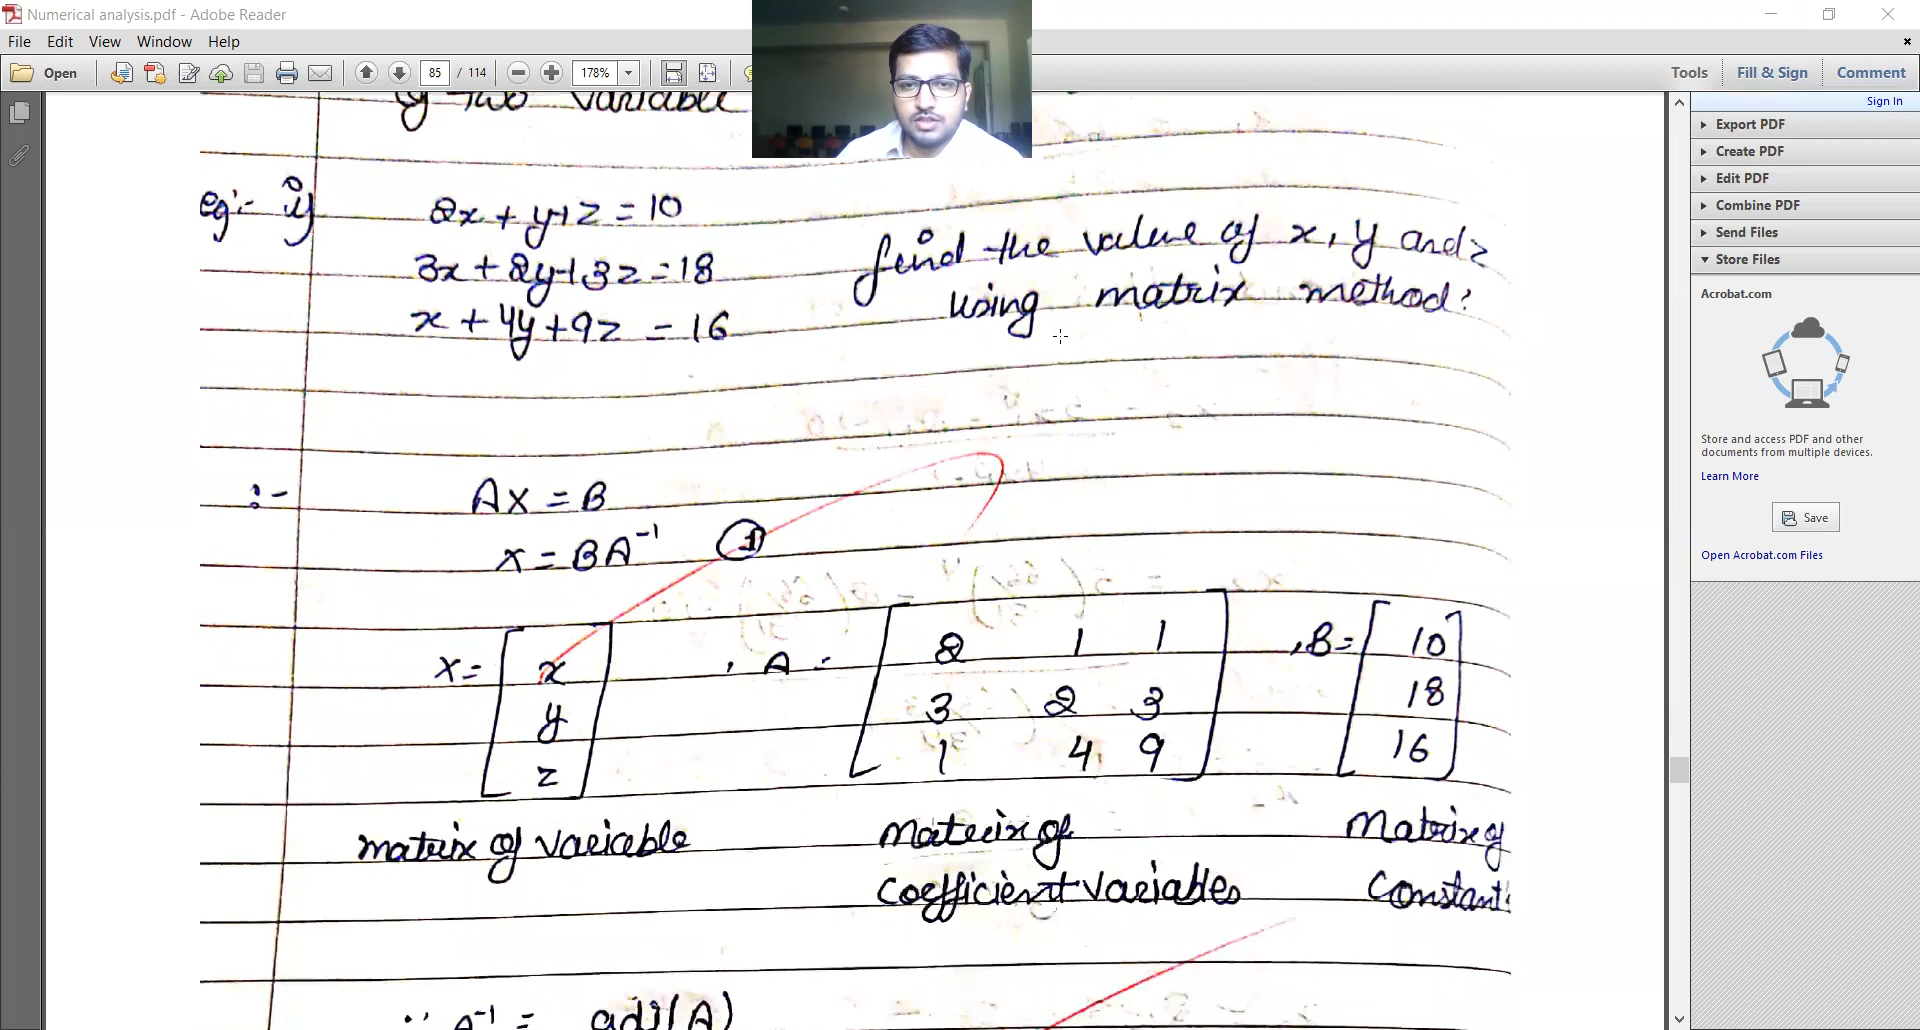 Numerical analysis.pdf - Adobe Reader
File Edit View Window Help
Open 85 / 114 178% Tools Fill & Sign Comment
Sign In
Export PDF
Create PDF
Edit PDF
Combine PDF
Send Files
Store Files
Acrobat.com
Store and access PDF and other
documents from multiple devices.
Learn More
Save
Open Acrobat.com Files
of two variable
eg:- i) 2x + y + z = 10
3x + 2y + 3z = 18
x + 4y + 9z = 16
find the value of x, y and z
using matrix method:
:- AX = B
X = BA⁻¹ ①
X = [ x , A = [ 2 1 1 , B = [ 10
y 3 2 3 18
z ] 1 4 9 ] 16 ]
matrix of variable
Matrix of
coefficient variables
Matrix of
Constant:
∵ A⁻¹ = adj(A)